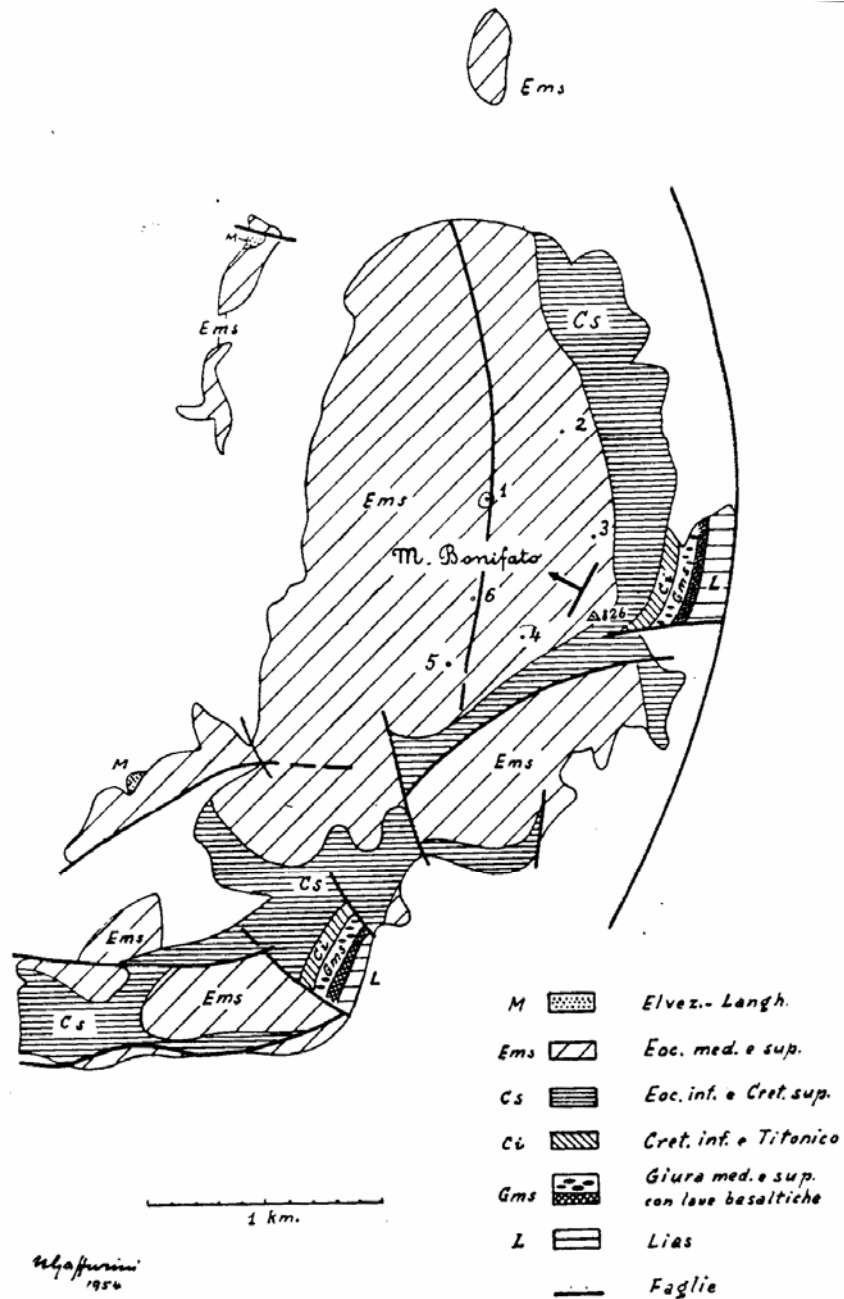 Ems
M
Ems
Cs
2
1
Ems
3
M. Bonifato
Ci
Gms
L
6
826
4
5
Ems
M
Cs
Ems
Ci
Gms
L
Ems
Cs
M Elvez.- Langh.
Ems Eoc. med. e sup.
Cs Eoc. inf. e Cret. sup.
Ci Cret. inf. e Titonico
Gms Giura med. e sup.
con lave basaltiche
L Lias
Faglie
1 km.
1954